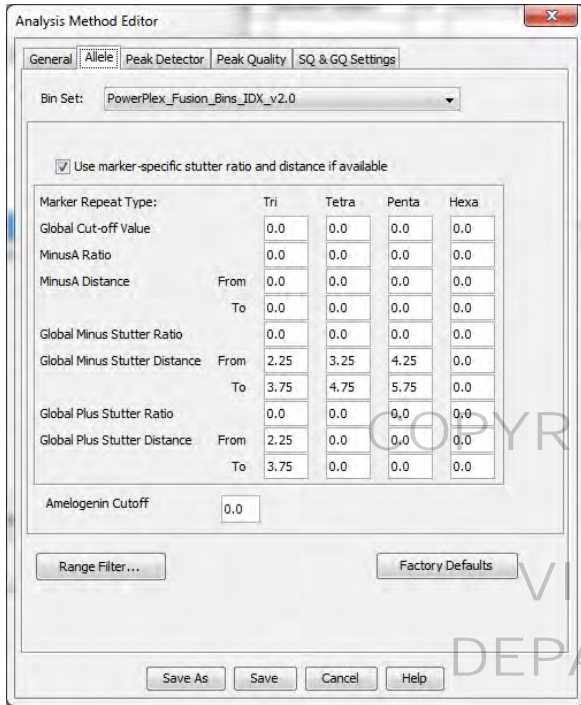 Analysis Method Editor
General Allele Peak Detector Peak Quality SQ & GQ Settings
Bin Set: PowerPlex_Fusion_Bins_IDX_v2.0
Use marker-specific stutter ratio and distance if available
Marker Repeat Type: Tri Tetra Penta Hexa
Global Cut-off Value 0.0 0.0 0.0 0.0
MinusA Ratio 0.0 0.0 0.0 0.0
MinusA Distance From 0.0 0.0 0.0 0.0
To 0.0 0.0 0.0 0.0
Global Minus Stutter Ratio 0.0 0.0 0.0 0.0
Global Minus Stutter Distance From 2.25 3.25 4.25 0.0
To 3.75 4.75 5.75 0.0
Global Plus Stutter Ratio 0.0 0.0 0.0 0.0
Global Plus Stutter Distance From 2.25 0.0 0.0 0.0
To 3.75 0.0 0.0 0.0
COPYR
Amelogenin Cutoff 0.0
Range Filter... Factory Defaults
VI
DEPA
Save As Save Cancel Help